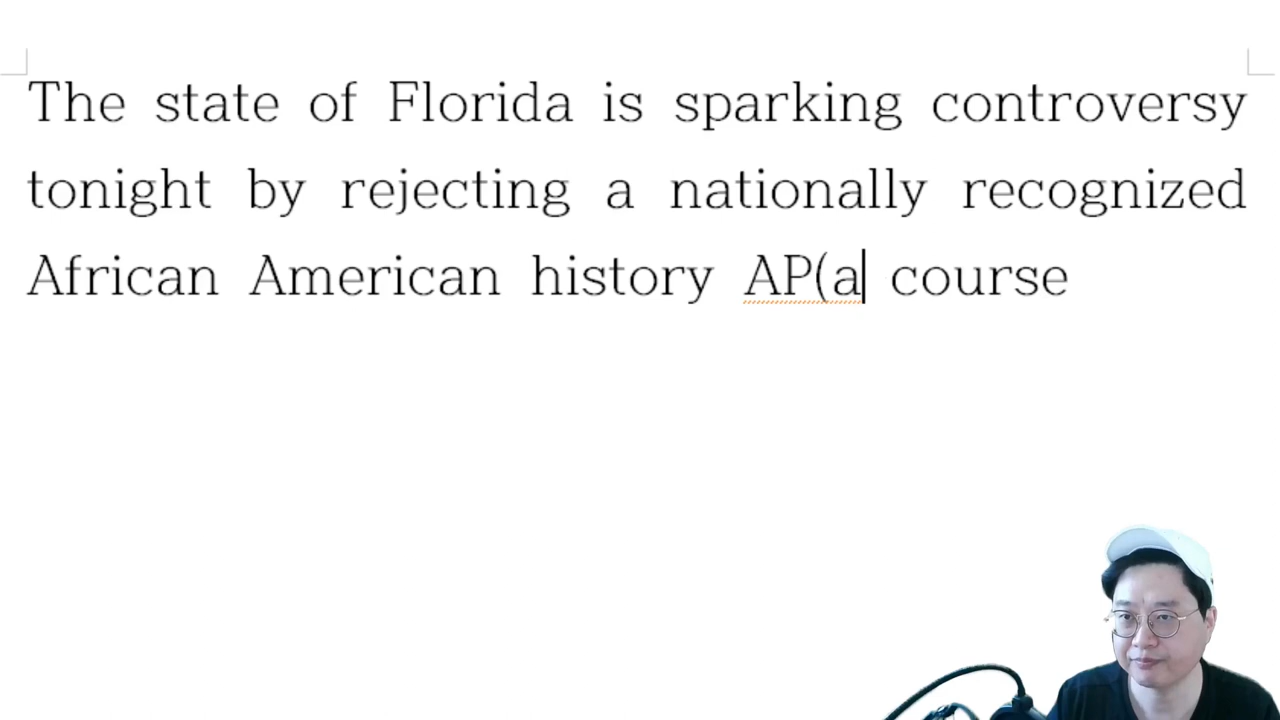 The state of Florida is sparking controversy
tonight by rejecting a nationally recognized
African American history AP(a course